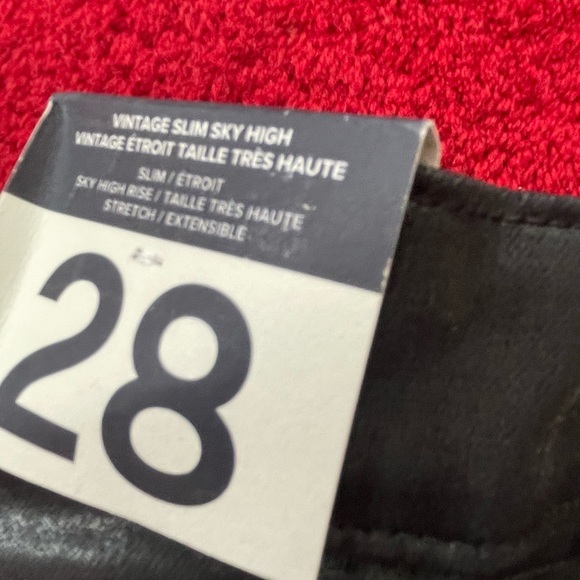 VINTAGE SLIM SKY HIGH
VINTAGE ÉTROIT TAILLE TRÈS HAUTE
SLIM / ÉTROIT
SKY HIGH RISE / TAILLE TRÈS HAUTE
STRETCH / EXTENSIBLE
28